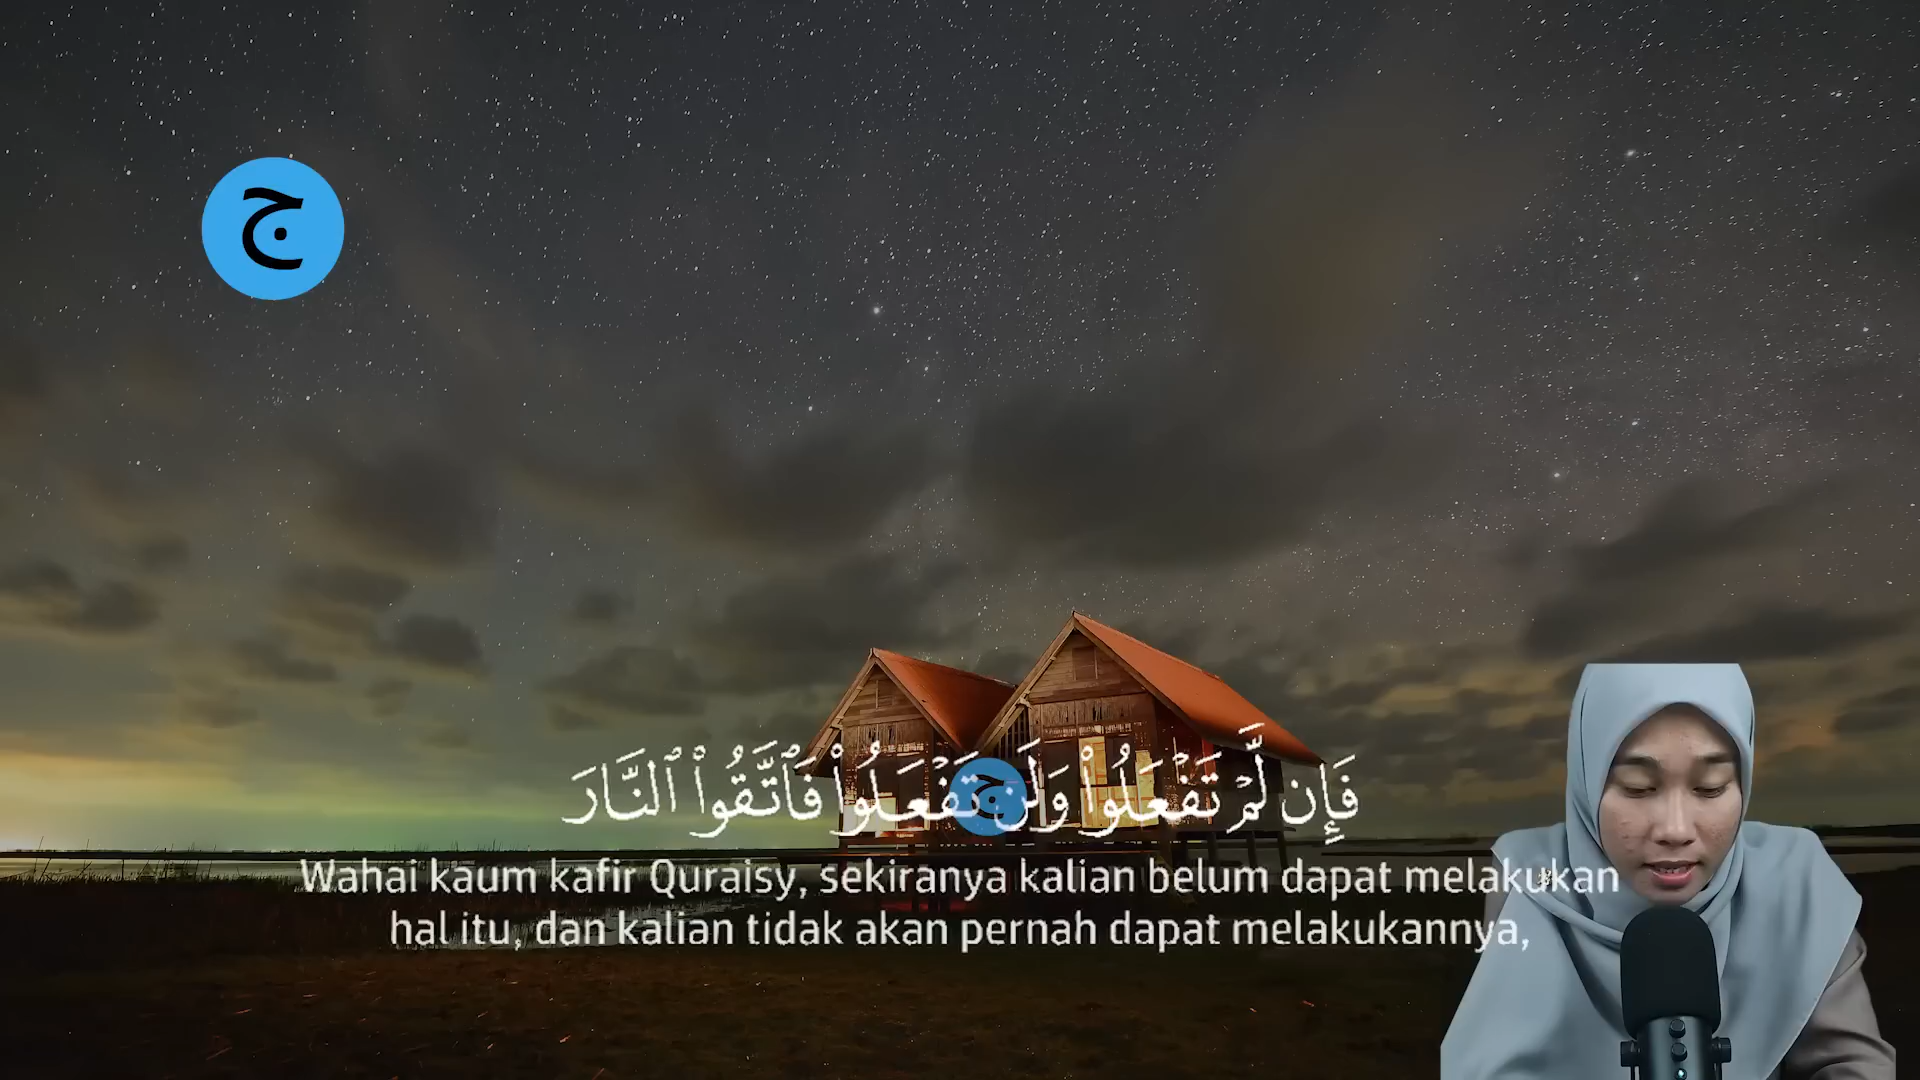 ج
فَإِن لَّمْ تَفْعَلُوا۟ وَلَن تَفْعَلُوا۟ فَٱتَّقُوا۟ ٱلنَّارَ
ج
Wahai kaum kafir Quraisy, sekiranya kalian belum dapat melakukan
hal itu, dan kalian tidak akan pernah dapat melakukannya,